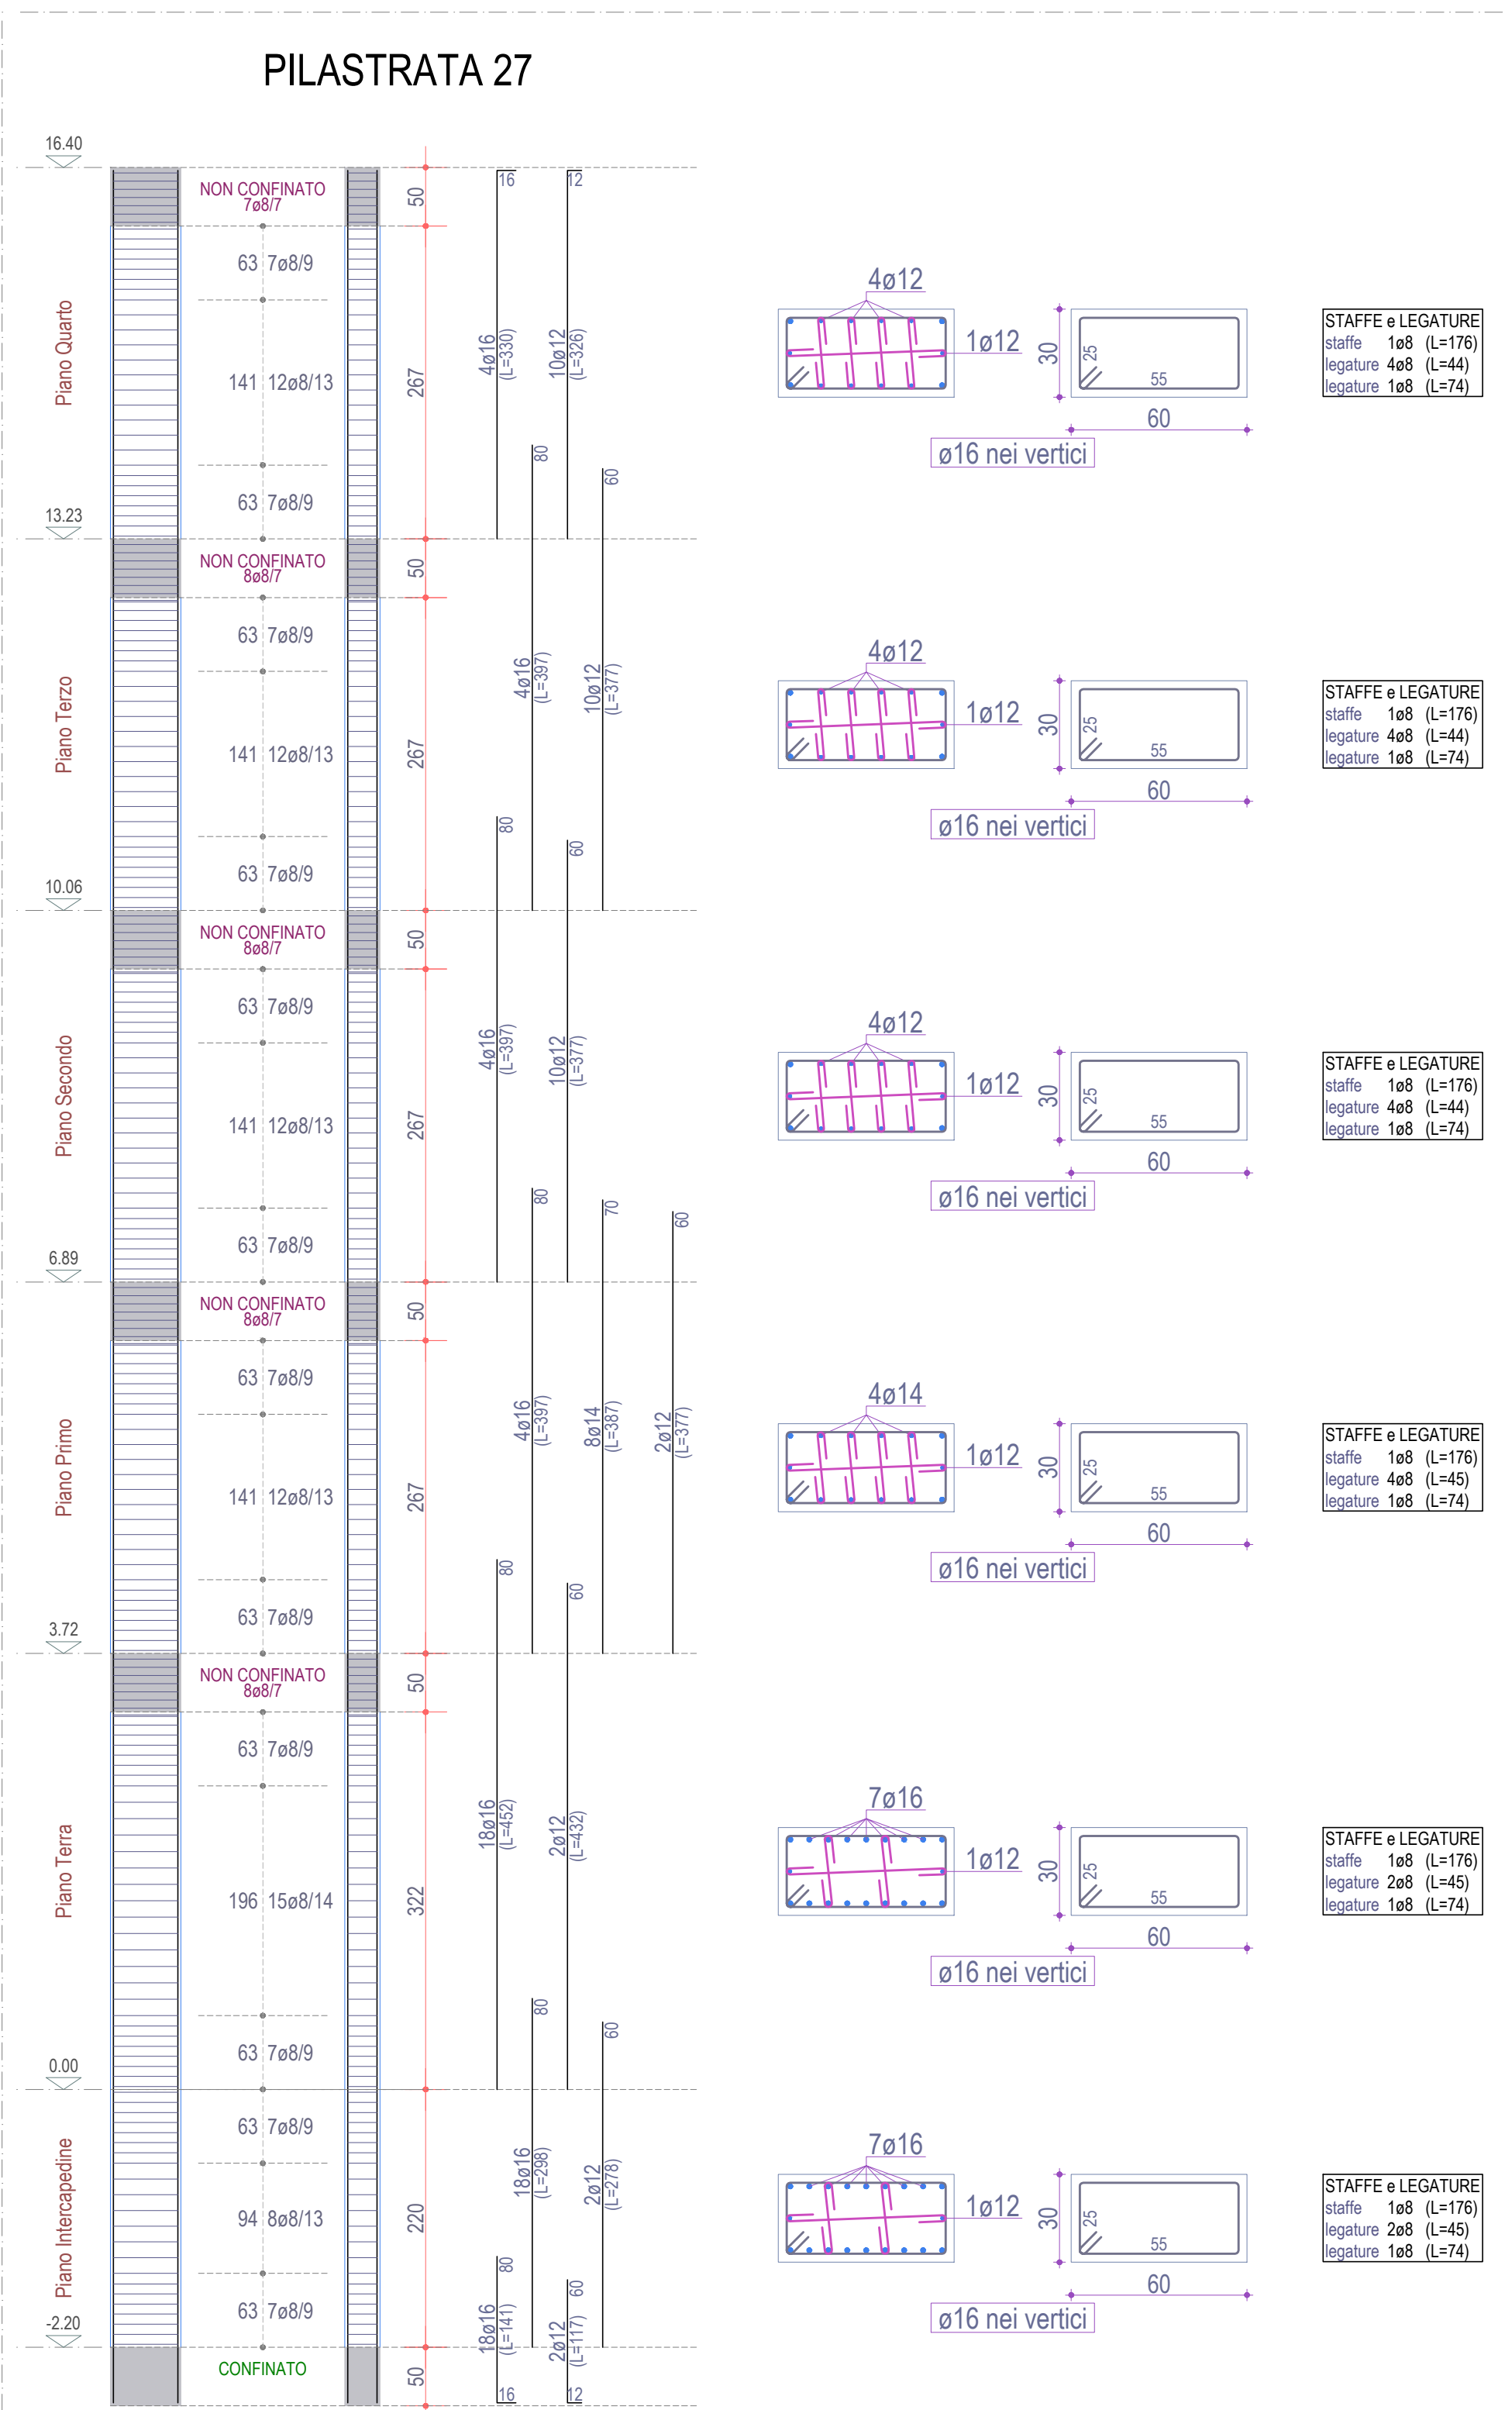 PILASTRATA 27
16.40
NON CONFINATO
7ø8/7
50
16
12
63 7ø8/9
Piano Quarto
141 12ø8/13
267
4ø16
(L=330)
10ø12
(L=326)
80
60
63 7ø8/9
4ø12
1ø12
30
25
55
60
ø16 nei vertici
STAFFE e LEGATURE
staffe 1ø8 (L=176)
legature 4ø8 (L=44)
legature 1ø8 (L=74)
13.23
NON CONFINATO
8ø8/7
50
63 7ø8/9
Piano Terzo
141 12ø8/13
267
4ø16
(L=397)
10ø12
(L=377)
80
60
63 7ø8/9
4ø12
1ø12
30
25
55
60
ø16 nei vertici
STAFFE e LEGATURE
staffe 1ø8 (L=176)
legature 4ø8 (L=44)
legature 1ø8 (L=74)
10.06
NON CONFINATO
8ø8/7
50
63 7ø8/9
Piano Secondo
141 12ø8/13
267
4ø16
(L=397)
10ø12
(L=377)
80
70
60
63 7ø8/9
4ø12
1ø12
30
25
55
60
ø16 nei vertici
STAFFE e LEGATURE
staffe 1ø8 (L=176)
legature 4ø8 (L=44)
legature 1ø8 (L=74)
6.89
NON CONFINATO
8ø8/7
50
63 7ø8/9
Piano Primo
141 12ø8/13
267
4ø16
(L=397)
8ø14
(L=387)
2ø12
(L=377)
80
60
63 7ø8/9
4ø14
1ø12
30
25
55
60
ø16 nei vertici
STAFFE e LEGATURE
staffe 1ø8 (L=176)
legature 4ø8 (L=45)
legature 1ø8 (L=74)
3.72
NON CONFINATO
8ø8/7
50
63 7ø8/9
Piano Terra
196 15ø8/14
322
18ø16
(L=452)
2ø12
(L=432)
80
60
63 7ø8/9
7ø16
1ø12
30
25
55
60
ø16 nei vertici
STAFFE e LEGATURE
staffe 1ø8 (L=176)
legature 2ø8 (L=45)
legature 1ø8 (L=74)
0.00
63 7ø8/9
Piano Intercapedine
94 8ø8/13
220
18ø16
(L=298)
2ø12
(L=278)
80
60
63 7ø8/9
18ø16
(L=141)
2ø12
(L=117)
7ø16
1ø12
30
25
55
60
ø16 nei vertici
STAFFE e LEGATURE
staffe 1ø8 (L=176)
legature 2ø8 (L=45)
legature 1ø8 (L=74)
-2.20
CONFINATO
50
16
12